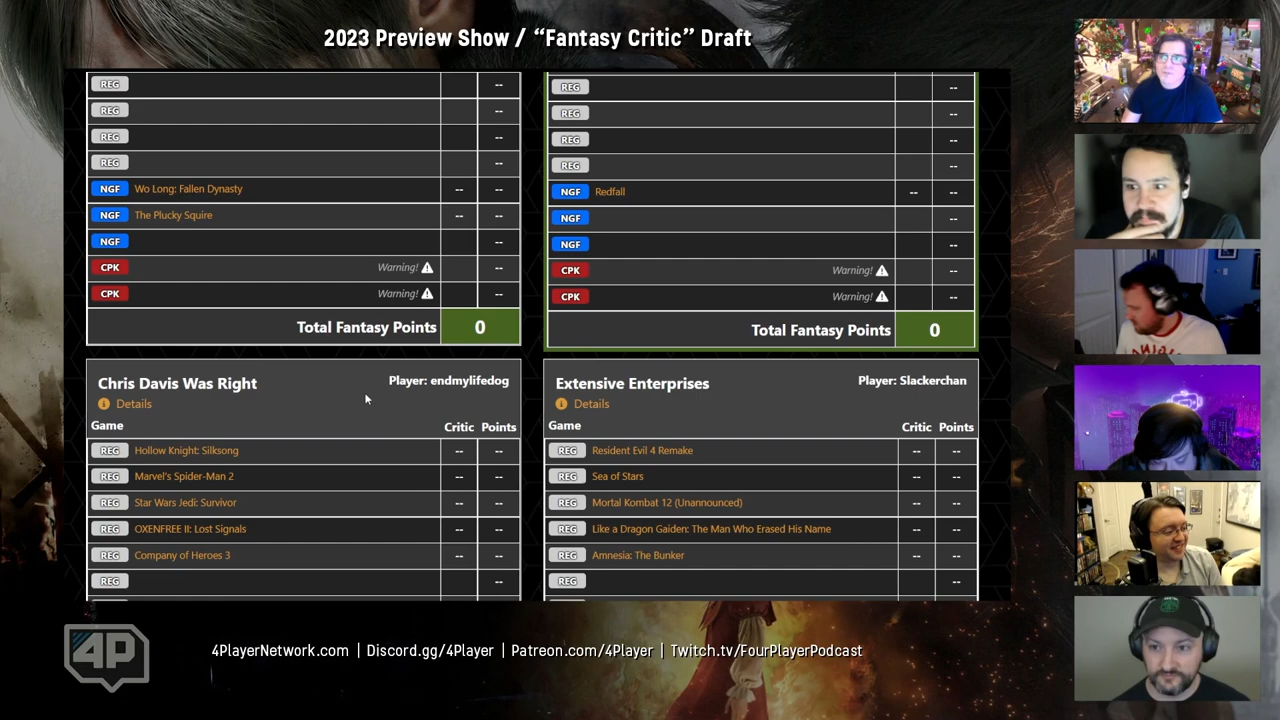 2023 Preview Show / “Fantasy Critic” Draft
REG --
REG --
REG --
REG --
NGF Wo Long: Fallen Dynasty -- --
NGF The Plucky Squire -- --
NGF --
CPK Warning! --
CPK Warning! --
Total Fantasy Points 0
REG --
REG --
REG --
REG --
NGF Redfall -- --
NGF --
NGF --
CPK Warning! --
CPK Warning! --
Total Fantasy Points 0
Chris Davis Was Right Player: endmylifedog
Details
Game Critic Points
REG Hollow Knight: Silksong -- --
REG Marvel's Spider-Man 2 -- --
REG Star Wars Jedi: Survivor -- --
REG OXENFREE II: Lost Signals -- --
REG Company of Heroes 3 -- --
REG --
Extensive Enterprises Player: Slackerchan
Details
Game Critic Points
REG Resident Evil 4 Remake -- --
REG Sea of Stars -- --
REG Mortal Kombat 12 (Unannounced) -- --
REG Like a Dragon Gaiden: The Man Who Erased His Name -- --
REG Amnesia: The Bunker -- --
REG --
4P
4PlayerNetwork.com | Discord.gg/4Player | Patreon.com/4Player | Twitch.tv/FourPlayerPodcast